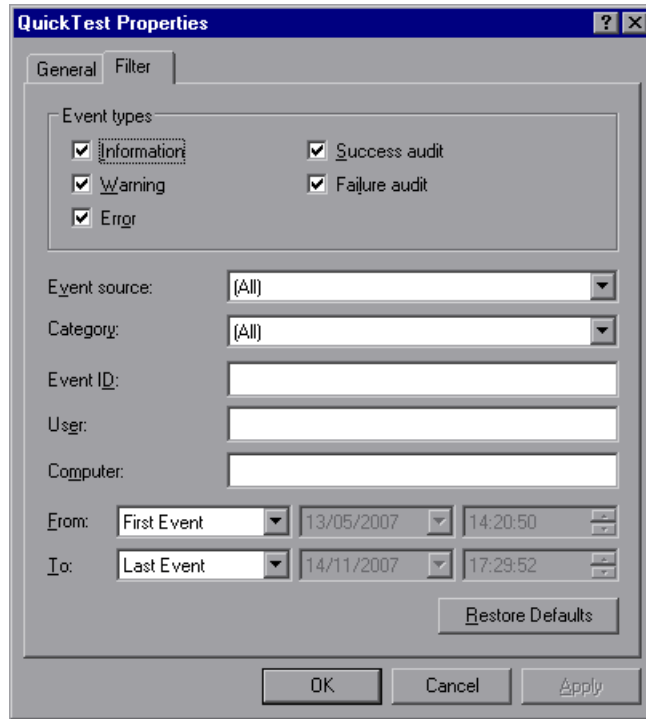 QuickTest Properties
General Filter
Event types
Information Success audit
Warning Failure audit
Error
Event source: (All)
Category: (All)
Event ID:
User:
Computer:
From: First Event 13/05/2007 14:20:50
To: Last Event 14/11/2007 17:29:52
Restore Defaults
OK Cancel Apply